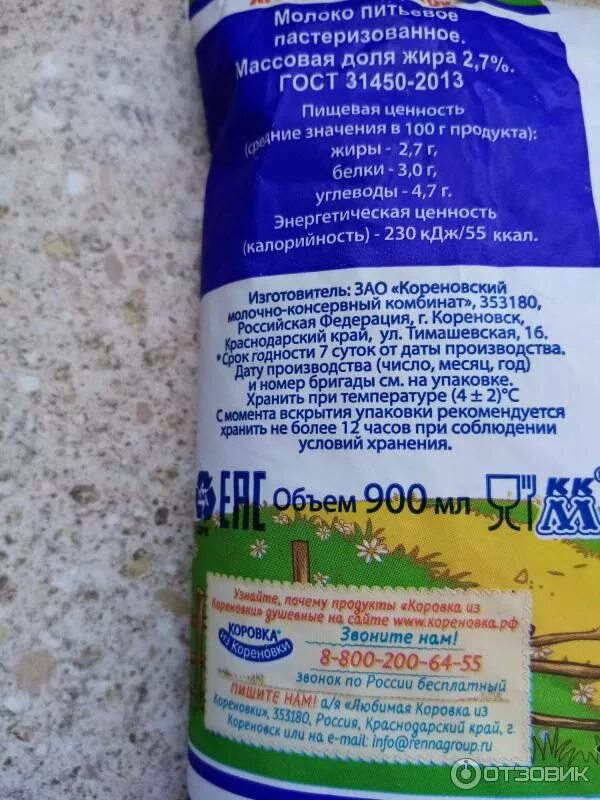 Молоко питьевое
пастеризованное.
Массовая доля жира 2,7%.
ГОСТ 31450-2013
Пищевая ценность
(средние значения в 100 г продукта):
жиры - 2,7 г,
белки - 3,0 г,
углеводы - 4,7 г.
Энергетическая ценность
(калорийность) - 230 кДж/55 ккал.
Изготовитель: ЗАО «Кореновский
молочно-консервный комбинат», 353180,
Российская Федерация, г. Кореновск,
Краснодарский край, ул. Тимашевская, 16.
*Срок годности 7 суток от даты производства.
Дату производства (число, месяц, год)
и номер бригады см. на упаковке.
Хранить при температуре (4 ± 2)°С
С момента вскрытия упаковки рекомендуется
хранить не более 12 часов при соблюдении
условий хранения.
ЕАС Объем 900 мл
КК
М
Узнайте, почему продукты «Коровка из
Кореновки» душевные на сайте www.кореновка.рф
КОРОВКА
из Кореновки
Звоните нам!
8-800-200-64-55
звонок по России бесплатный
ПИШИТЕ НАМ! а/я «Любимая Коровка из
Кореновки», 353180, Россия, Краснодарский край, г.
Кореновск или на e-mail: info@rennagroup.ru
ОТЗОВИК